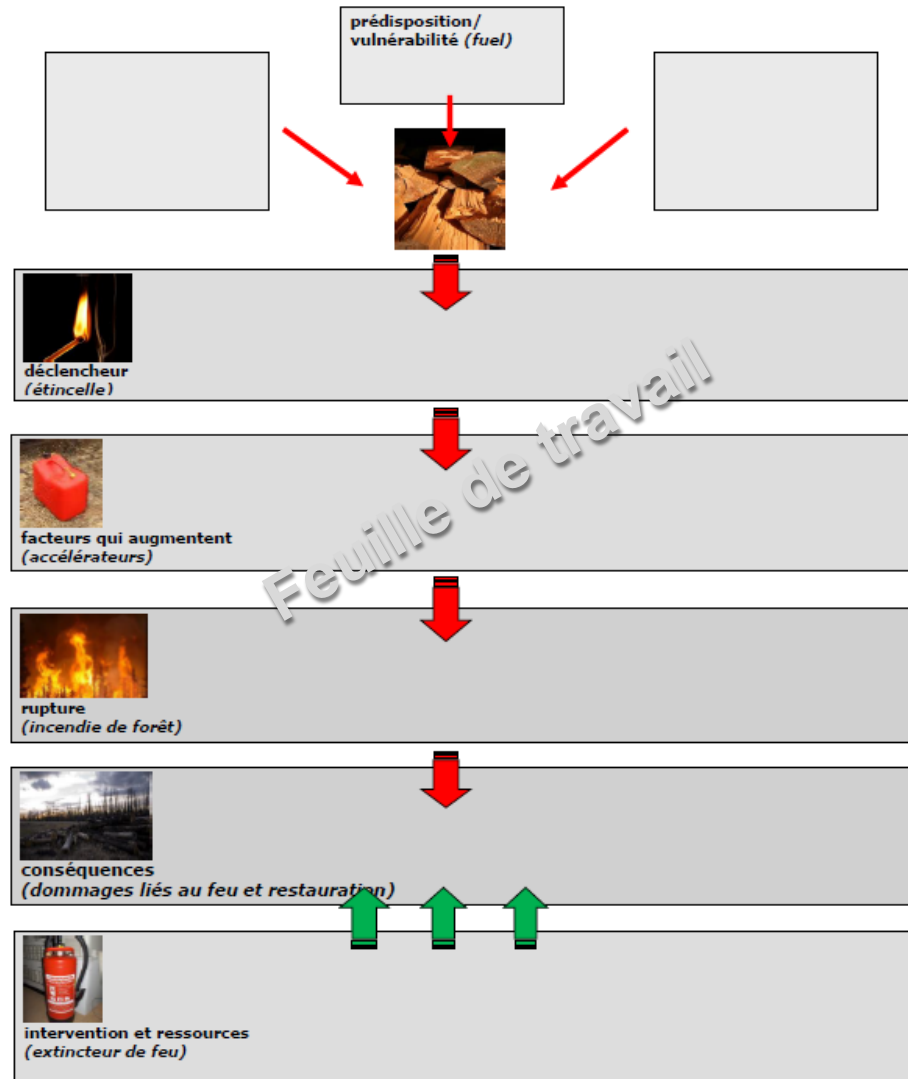 prédisposition/
vulnérabilité (fuel)
déclencheur
(étincelle)
Feuille de travail
facteurs qui augmentent
(accélérateurs)
rupture
(incendie de forêt)
conséquences
(dommages liés au feu et restauration)
intervention et ressources
(extincteur de feu)